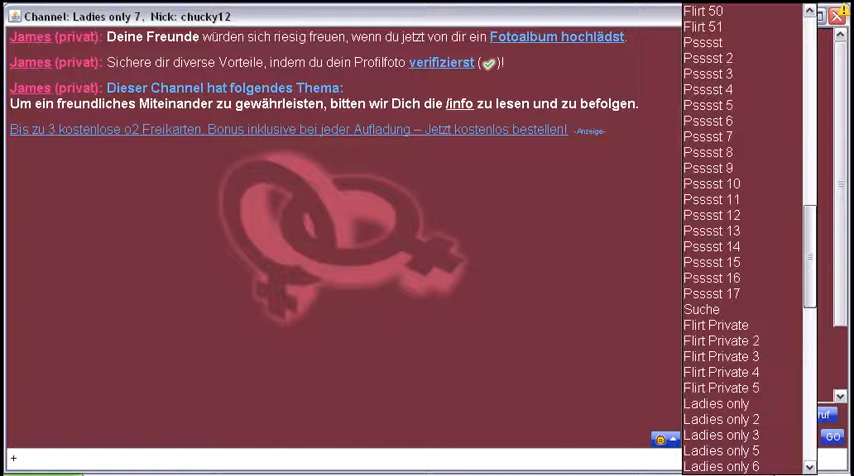 Channel: Ladies only 7, Nick: chucky12
James (privat): Deine Freunde würden sich riesig freuen, wenn du jetzt von dir ein Fotoalbum hochlädst.
James (privat): Sichere dir diverse Vorteile, indem du dein Profilfoto verifizierst ( )!
James (privat): Dieser Channel hat folgendes Thema:
Um ein freundliches Miteinander zu gewährleisten, bitten wir Dich die /info zu lesen und zu befolgen.
Bis zu 3 kostenlose o2 Freikarten. Bonus inklusive bei jeder Aufladung – Jetzt kostenlos bestellen! -Anzeige-
+
Flirt 50
Flirt 51
Psssst
Psssst 2
Psssst 3
Psssst 4
Psssst 5
Psssst 6
Psssst 7
Psssst 8
Psssst 9
Psssst 10
Psssst 11
Psssst 12
Psssst 13
Psssst 14
Psssst 15
Psssst 16
Psssst 17
Suche
Flirt Private
Flirt Private 2
Flirt Private 3
Flirt Private 4
Flirt Private 5
Ladies only
Ladies only 2
Ladies only 3
Ladies only 5
Ladies only 6
ruf
GO